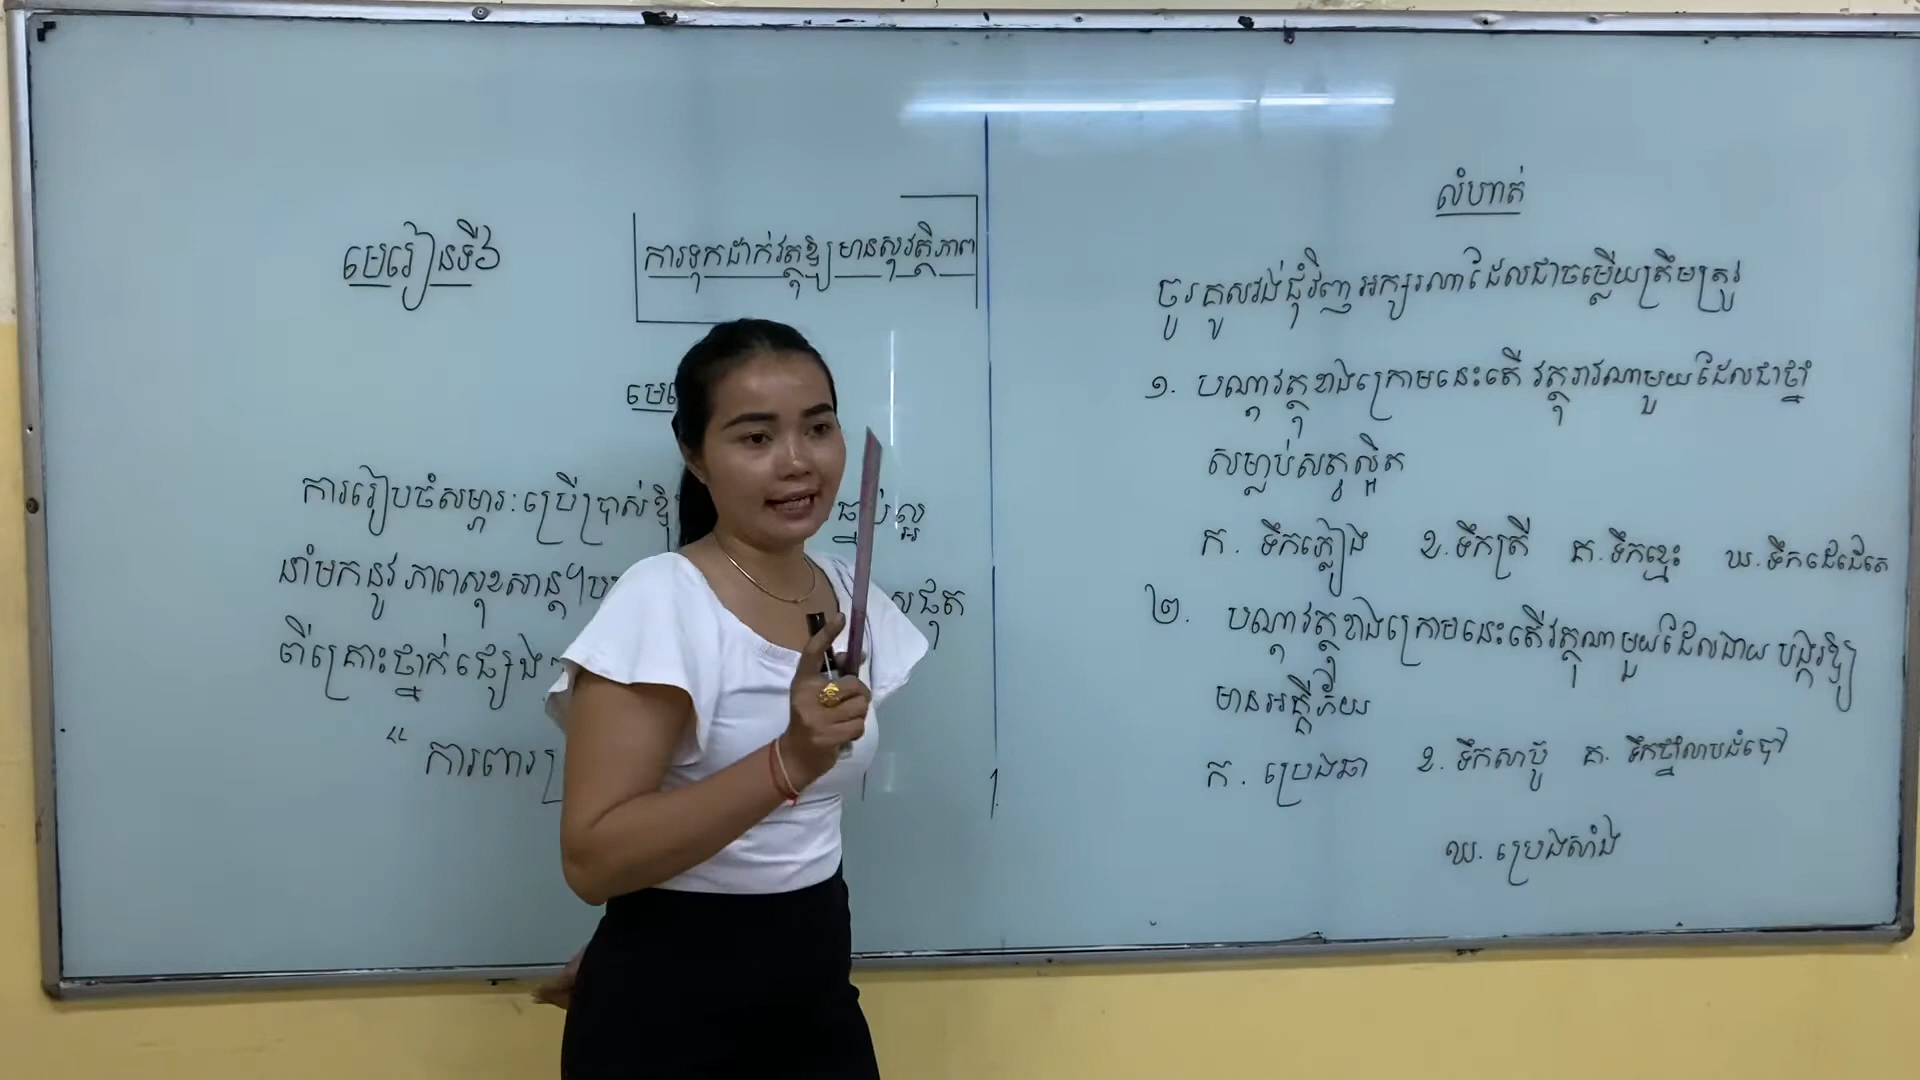 មេរៀនទី៦
ការទុកដាក់វត្ថុឱ្យមានសុវត្ថិភាព
ការរៀបចំសម្ភារៈប្រើប្រាស់ឱ្យ ល្អ
នាំមកនូវភាពសុខសាន្ត
ពីគ្រោះថ្នាក់ផ្សេង
“ ការពារ
លំហាត់
ចូរគូសវង់ជុំវិញអក្សរណាដែលជាចម្លើយត្រឹមត្រូវ
១. បណ្តាវត្ថុខាងក្រោមនេះតើ វត្ថុរាវណាមួយដែលជាថ្នាំ
សម្លាប់សត្វល្អិត
ក. ទឹកភ្លៀង ខ. ទឹកត្រី គ. ទឹកខ្មេះ ឃ. ទឹកដេដេតេ
២. បណ្តាវត្ថុខាងក្រោមនេះតើវត្ថុណាមួយដែលងាយ បង្កឱ្យ
មានអគ្គីភ័យ
ក. ប្រេងឆា ខ. ទឹកសាប៊ូ គ. ទឹកថ្នាំលាបដំបៅ
ឃ. ប្រេងសាំង